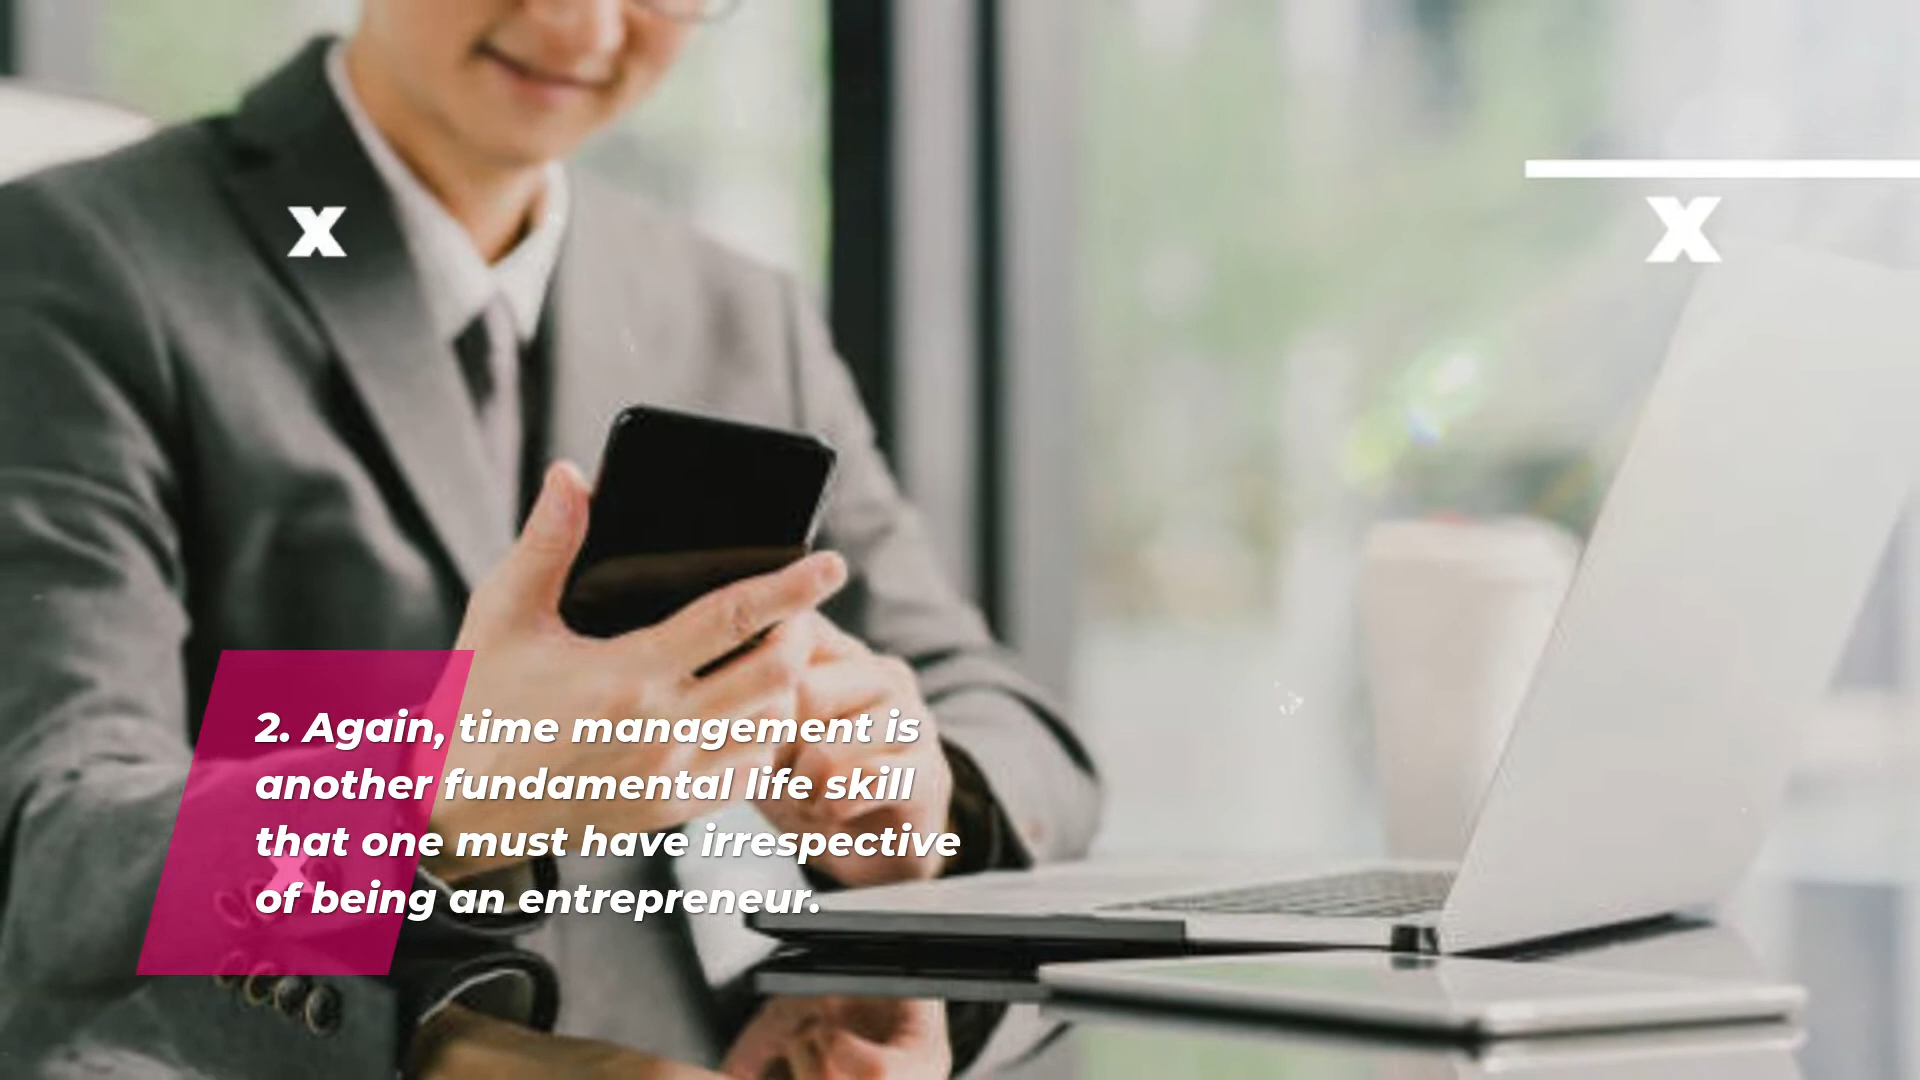 2. Again, time management is
another fundamental life skill
that one must have irrespective
of being an entrepreneur.